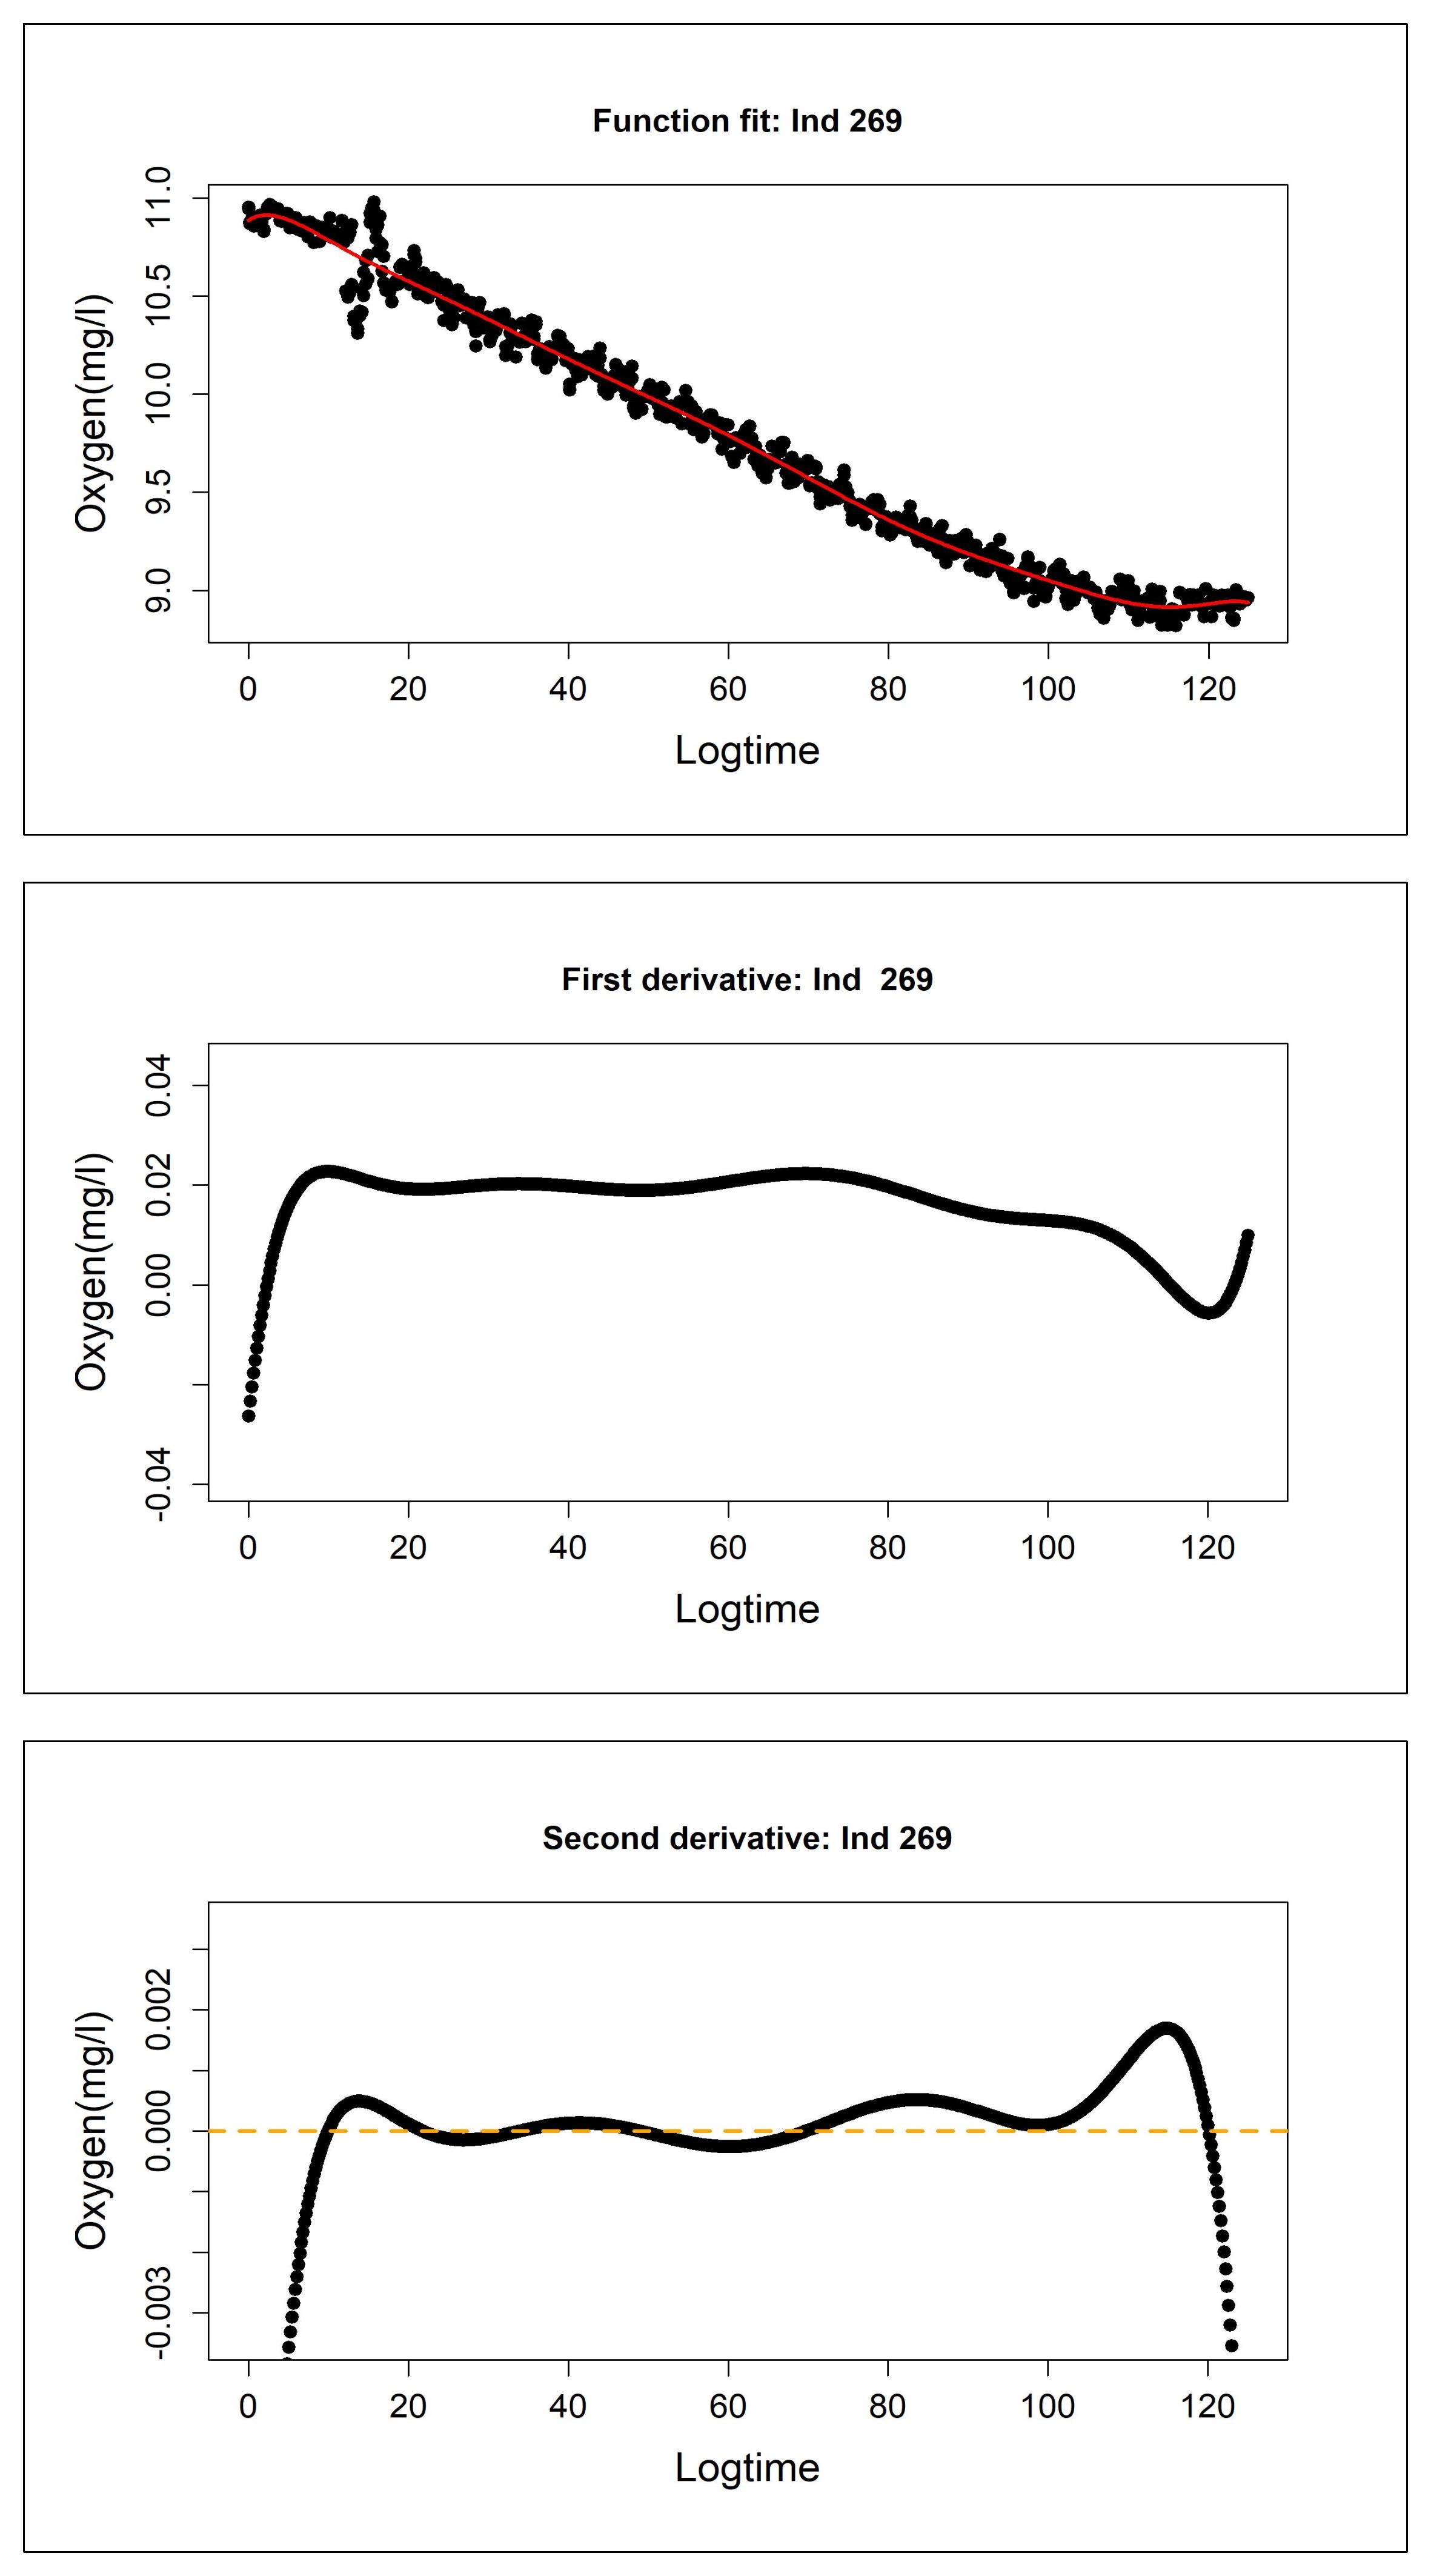 Function fit: Ind 269
Oxygen(mg/l)
11.0
10.5
10.0
9.5
9.0
0 20 40 60 80 100 120
Logtime
First derivative: Ind  269
Oxygen(mg/l)
0.04
0.02
0.00
-0.04
0 20 40 60 80 100 120
Logtime
Second derivative: Ind 269
Oxygen(mg/l)
0.002
0.000
-0.003
0 20 40 60 80 100 120
Logtime